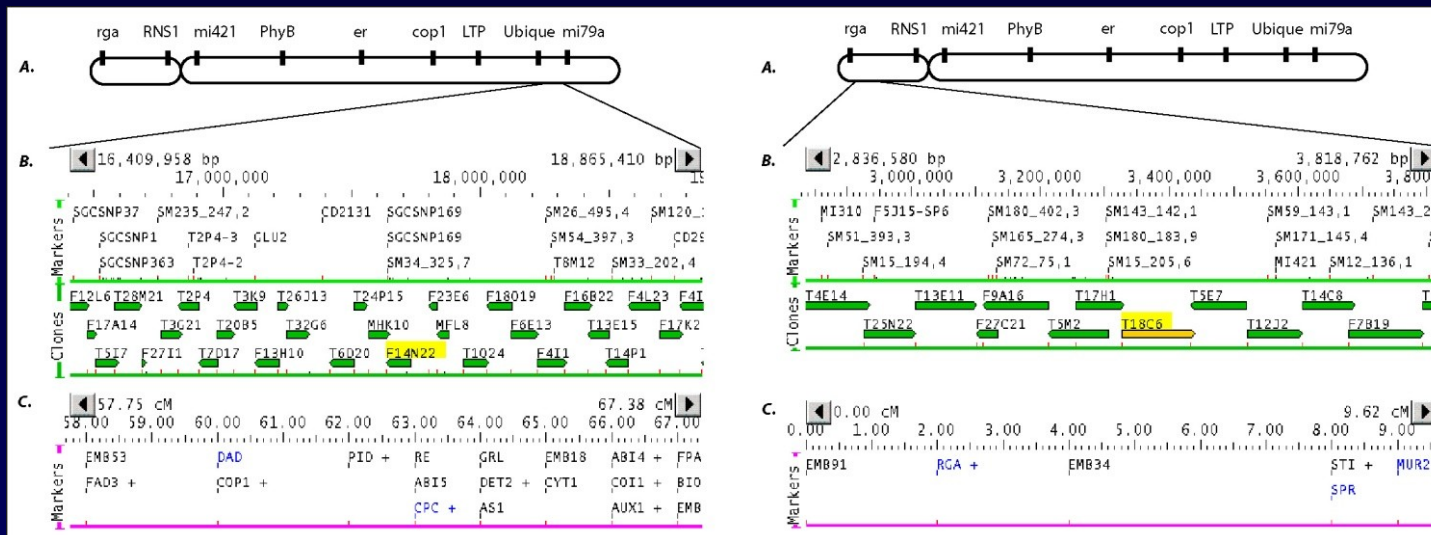 rga RNS1 mi421 PhyB er cop1 LTP Ubique mi79a
A.
B.
16,409,958 bp 18,865,410 bp
17,000,000 18,000,000 19
Markers
SGCSNP37 SM235_247,2 CD2131 SGCSNP169 SM26_495,4 SM120_
SGCSNP1 T2P4-3 GLU2 SGCSNP169 SM54_397,3 CD29
SGCSNP363 T2P4-2 SM34_325,7 T8M12 SM33_202,4
Clones
F12L6 T28M21 T2P4 T3K9 T26J13 T24P15 F23E6 F18O19 F16B22 F4L23 F4I
F17A14 T3G21 T20B5 T32G6 MHK10 MFL8 F6E13 T13E15 F17K2
T5I7 F27I1 T7D17 F13H10 T6D20 F14N22 T1O24 F4I1 T14P1
C.
57.75 cM 67.38 cM
58.00 59.00 60.00 61.00 62.00 63.00 64.00 65.00 66.00 67.0
Markers
EMB53 DAD PID + RE GRL EMB18 ABI4 + FPA
FAD3 + COP1 + ABI5 DET2 + CYT1 COI1 + BIO
CPC + AS1 AUX1 + EMB
rga RNS1 mi421 PhyB er cop1 LTP Ubique mi79a
A.
B.
2,836,580 bp 3,818,762 bp
3,000,000 3,200,000 3,400,000 3,600,000 3,800
Markers
MI310 F5J15-SP6 SM180_402,3 SM143_142,1 SM59_143,1 SM143_2
SM51_393,3 SM165_274,3 SM180_183,9 SM171_145,4
SM15_194,4 SM72_75,1 SM15_205,6 MI421 SM12_136,1
Clones
T4E14 T13E11 F9A16 T17H1 T5E7 T14C8 T
T25N22 F27C21 T5M2 T18C6 T12J2 F7B19
C.
0.00 cM 9.62 cM
0.00 1.00 2.00 3.00 4.00 5.00 6.00 7.00 8.00 9.00
Markers
EMB91 RGA + EMB34 STI + MUR2
SPR